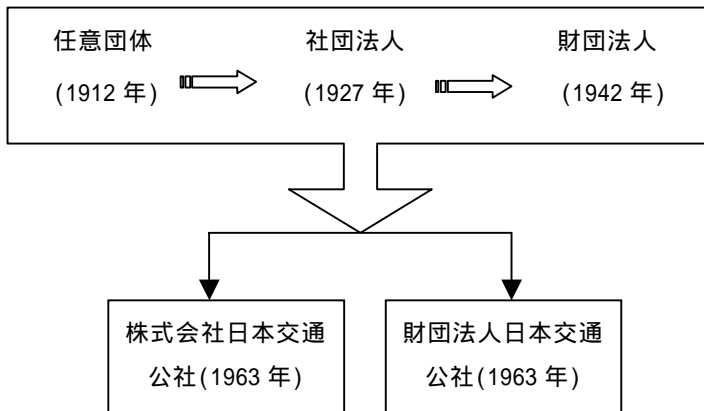 任意団体 社団法人 財団法人
(1912 年) (1927 年) (1942 年)
株式会社日本交通
公社(1963 年)
財団法人日本交通
公社(1963 年)